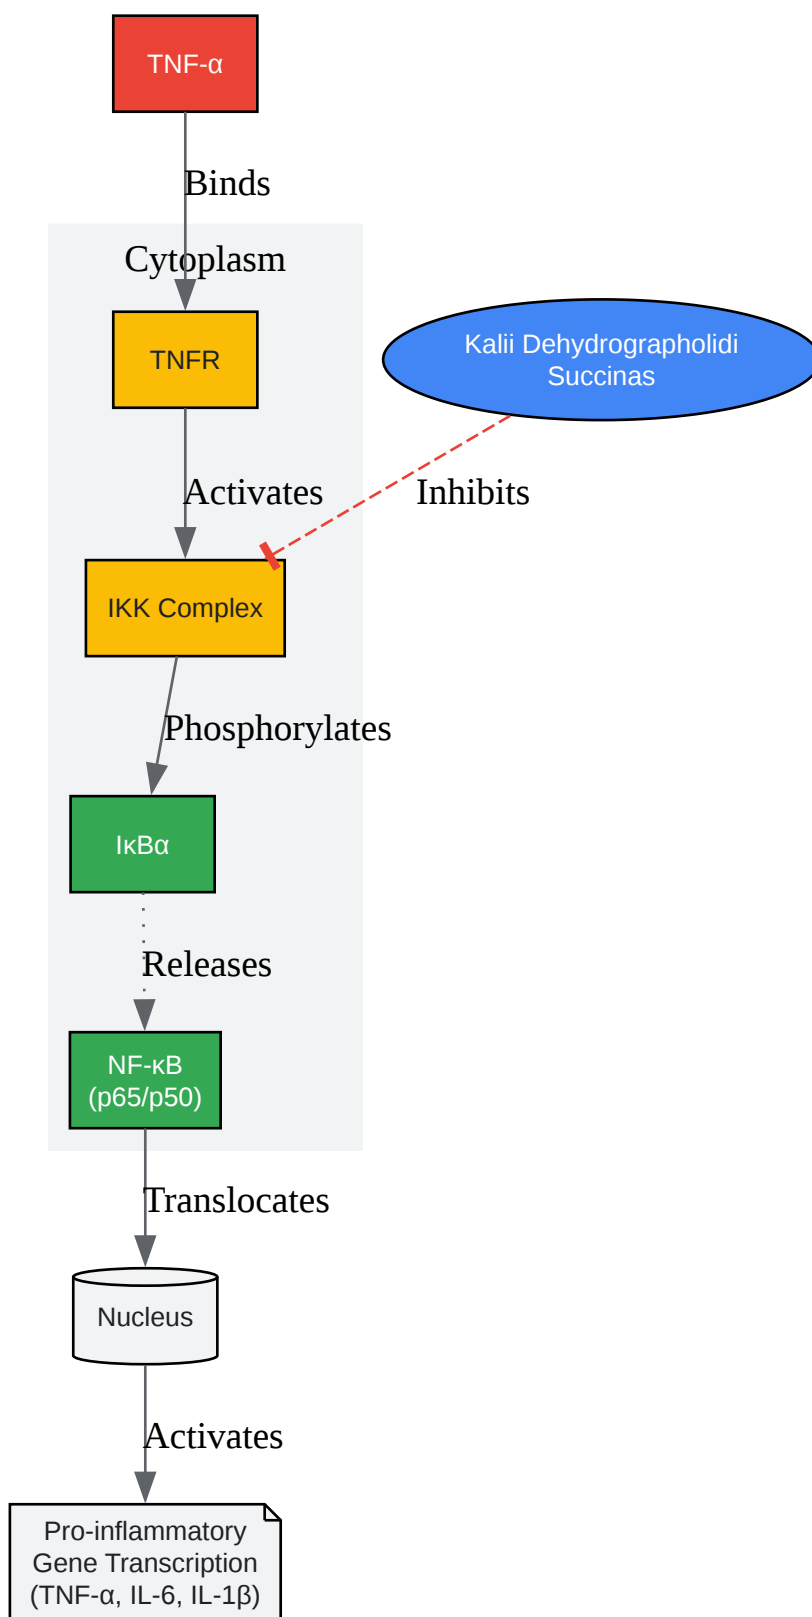 TNF-α
Binds
Cytoplasm
TNFR
Kalii Dehydrographolidi
Succinas
Activates
Inhibits
IKK Complex
Phosphorylates
IκBα
Releases
NF-κB
(p65/p50)
Translocates
Nucleus
Activates
Pro-inflammatory
Gene Transcription
(TNF-α, IL-6, IL-1β)